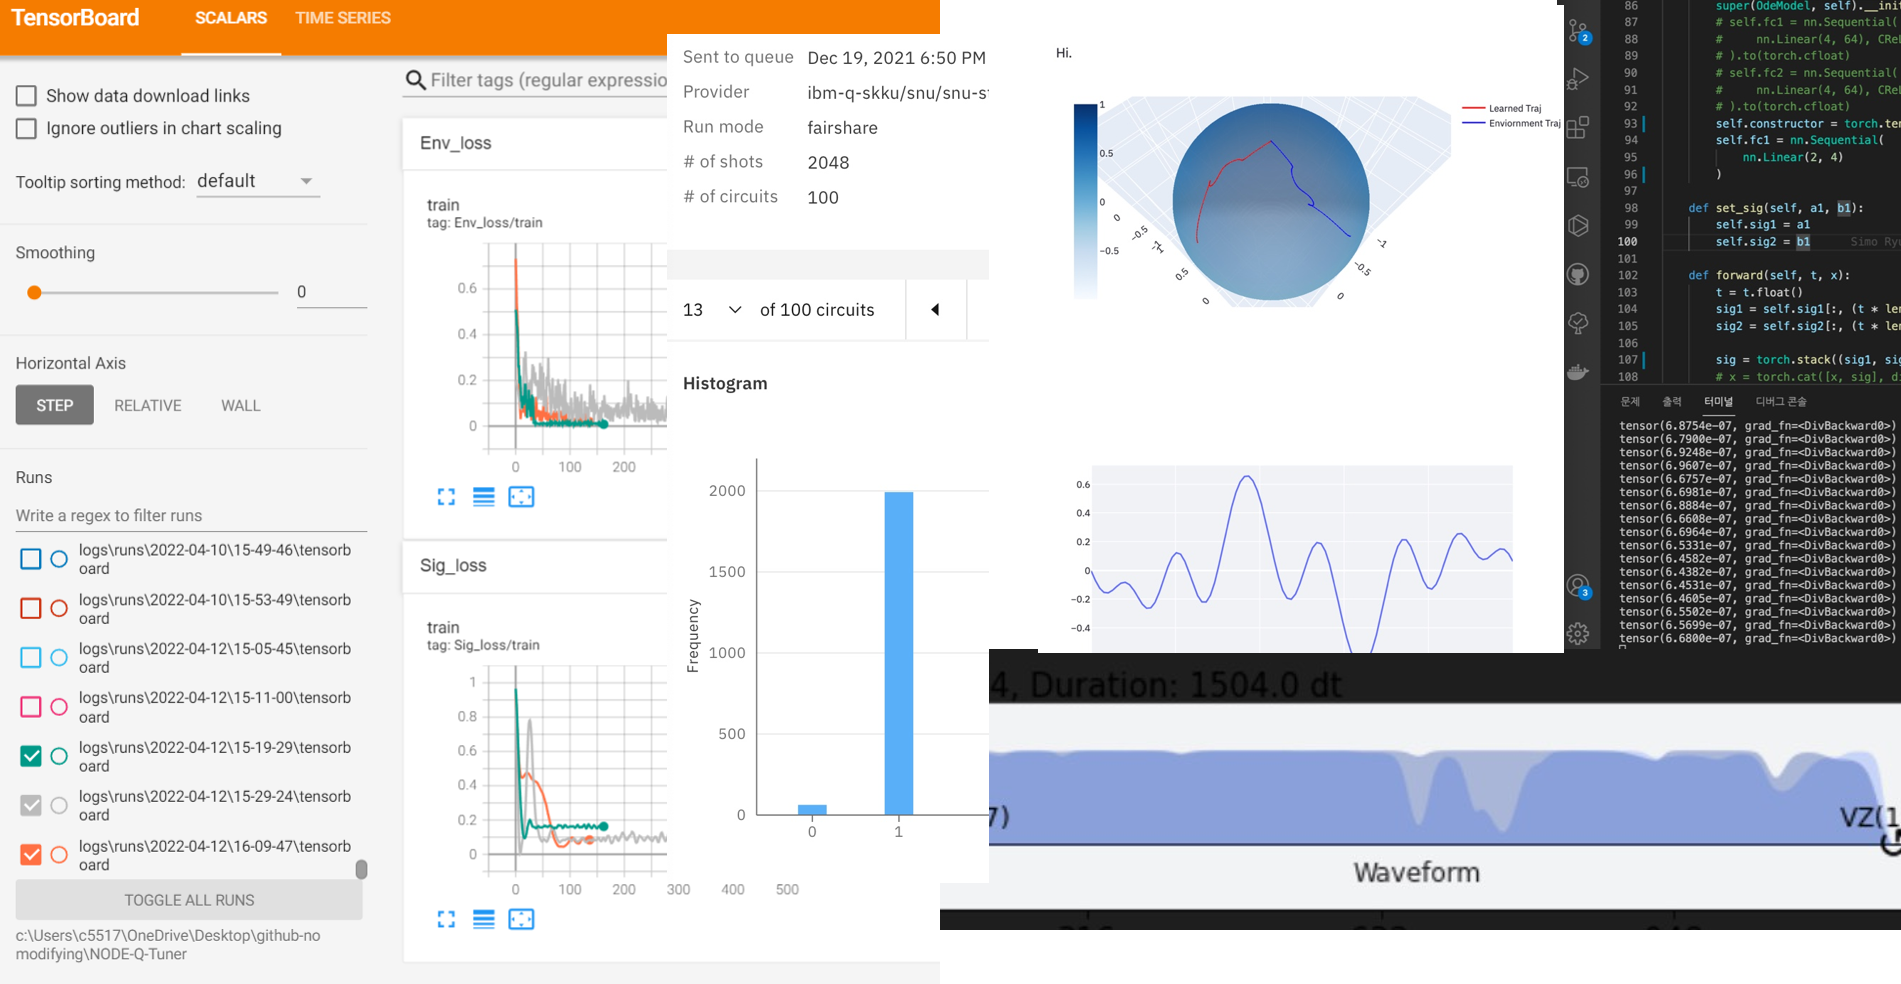 TensorBoard
SCALARS
TIME SERIES
Show data download links
Ignore outliers in chart scaling
Tooltip sorting method: default
Smoothing
0
Horizontal Axis
STEP
RELATIVE
WALL
Runs
Write a regex to filter runs
logs\runs\2022-04-10\15-49-46\tensorb
oard
logs\runs\2022-04-10\15-53-49\tensorb
oard
logs\runs\2022-04-12\15-05-45\tensorb
oard
logs\runs\2022-04-12\15-11-00\tensorb
oard
logs\runs\2022-04-12\15-19-29\tensorb
oard
logs\runs\2022-04-12\15-29-24\tensorb
oard
logs\runs\2022-04-12\16-09-47\tensorb
oard
TOGGLE ALL RUNS
c:\Users\c5517\OneDrive\Desktop\github-no
modifying\NODE-Q-Tuner
Filter tags (regular expressio
Env_loss
train
tag: Env_loss/train
0.6
0.4
0.2
0
0 100 200
Sig_loss
train
tag: Sig_loss/train
1
0.8
0.6
0.4
0.2
0
0 100 200 300 400 500
Sent to queue Dec 19, 2021 6:50 PM
Provider ibm-q-skku/snu/snu-s
Run mode fairshare
# of shots 2048
# of circuits 100
13 of 100 circuits
Histogram
Frequency
2000
1500
1000
500
0
0 1
Hi.
1
0.5
0
−0.5
0
−0.5
−1
−1
0.5
0
−1
−0.5
0
Learned Traj
Enviornment Traj
0.6
0.4
0.2
0
−0.2
−0.4
86 super(OdeModel, self).__ini
87 # self.fc1 = nn.Sequential(
88 # nn.Linear(4, 64), CRe
89 # ).to(torch.cfloat)
90 # self.fc2 = nn.Sequential(
91 # nn.Linear(4, 64), CRe
92 # ).to(torch.cfloat)
93 self.constructor = torch.te
94 self.fc1 = nn.Sequential(
95 nn.Linear(2, 4)
96 )
97
98 def set_sig(self, a1, b1):
99 self.sig1 = a1
100 self.sig2 = b1 Simo Ry
101
102 def forward(self, t, x):
103 t = t.float()
104 sig1 = self.sig1[:, (t * le
105 sig2 = self.sig2[:, (t * le
106
107 sig = torch.stack((sig1, si
108 # x = torch.cat([x, sig], d
2
3
문제 출력 터미널 디버그 콘솔
tensor(6.8754e-07, grad_fn=<DivBackward0>)
tensor(6.7900e-07, grad_fn=<DivBackward0>)
tensor(6.9248e-07, grad_fn=<DivBackward0>)
tensor(6.9607e-07, grad_fn=<DivBackward0>)
tensor(6.6757e-07, grad_fn=<DivBackward0>)
tensor(6.6981e-07, grad_fn=<DivBackward0>)
tensor(6.8884e-07, grad_fn=<DivBackward0>)
tensor(6.6608e-07, grad_fn=<DivBackward0>)
tensor(6.6964e-07, grad_fn=<DivBackward0>)
tensor(6.5331e-07, grad_fn=<DivBackward0>)
tensor(6.4582e-07, grad_fn=<DivBackward0>)
tensor(6.4382e-07, grad_fn=<DivBackward0>)
tensor(6.4531e-07, grad_fn=<DivBackward0>)
tensor(6.4605e-07, grad_fn=<DivBackward0>)
tensor(6.5502e-07, grad_fn=<DivBackward0>)
tensor(6.5699e-07, grad_fn=<DivBackward0>)
tensor(6.6800e-07, grad_fn=<DivBackward0>)
4, Duration: 1504.0 dt
7)
VZ(1
Waveform